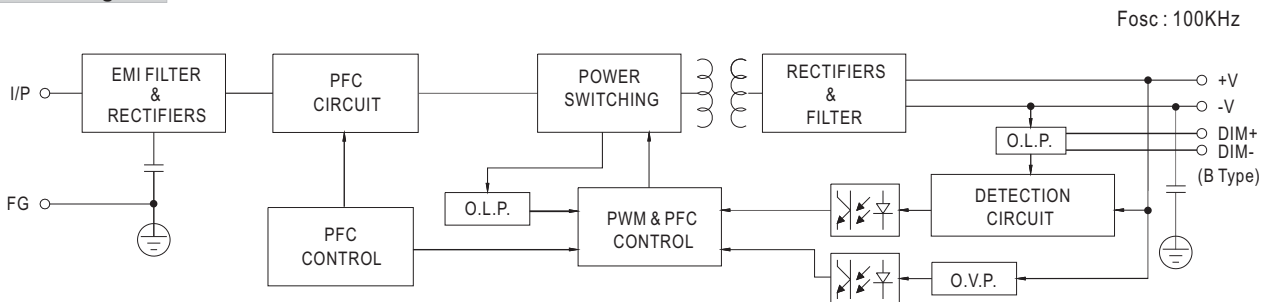 Fosc : 100KHz
I/P
EMI FILTER
&
RECTIFIERS
PFC
CIRCUIT
POWER
SWITCHING
RECTIFIERS
&
FILTER
+V
-V
DIM+
DIM-
(B Type)
O.L.P.
FG
O.L.P.
PFC
CONTROL
PWM & PFC
CONTROL
DETECTION
CIRCUIT
O.V.P.